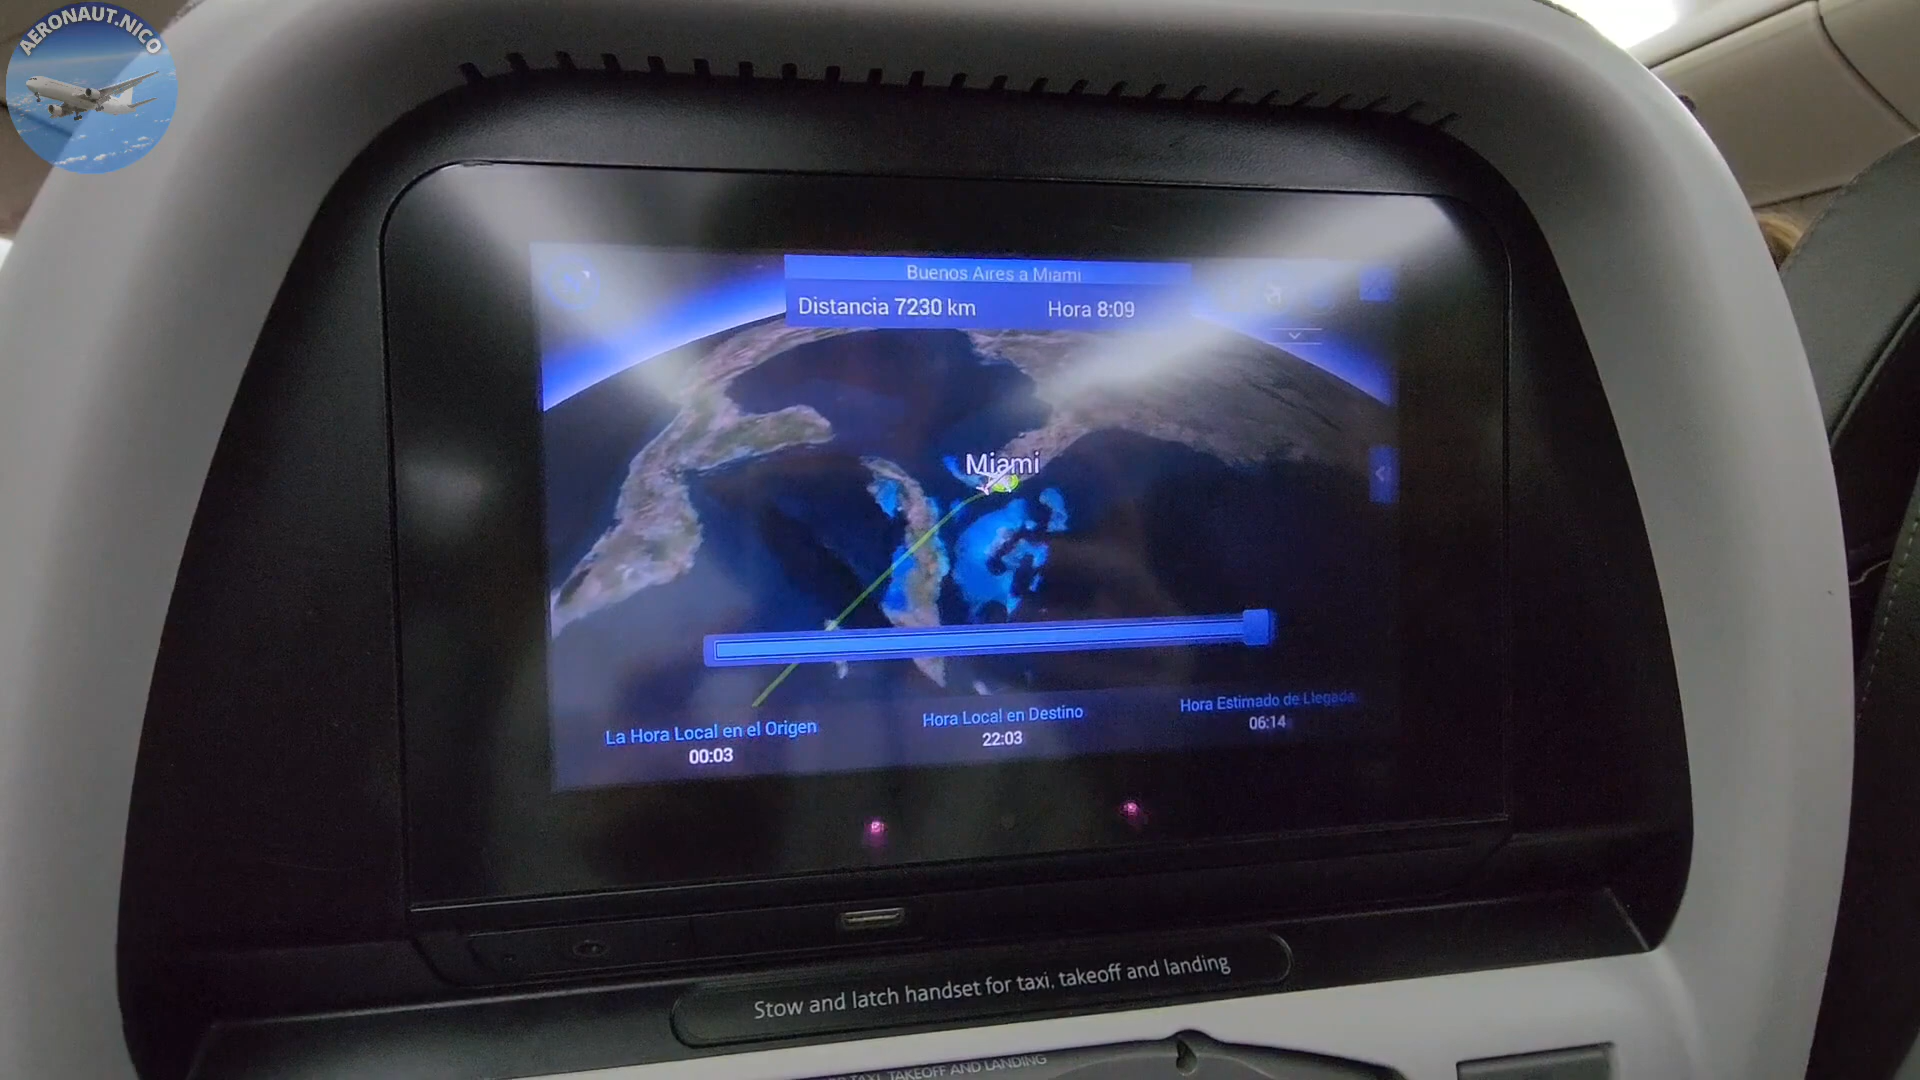 AERONAUT.NICO
Buenos Aires a Miami
Distancia 7230 km
Hora 8:09
Miami
La Hora Local en el Origen
00:03
Hora Local en Destino
22:03
Hora Estimado de Llegada
06:14
Stow and latch handset for taxi, takeoff and landing
TAXI, TAKEOFF AND LANDING